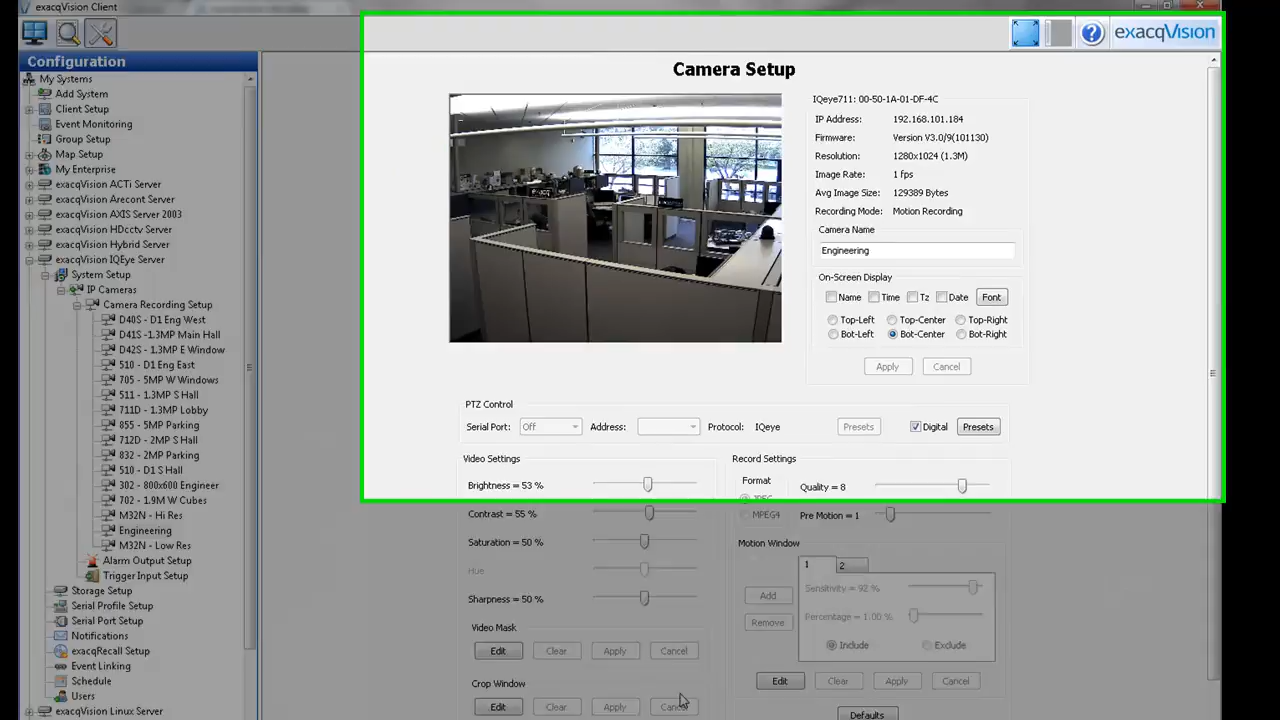 exacqVision Client
exacqVision
Configuration
My Systems
Add System
Client Setup
Event Monitoring
Group Setup
Map Setup
My Enterprise
exacqVision ACTi Server
exacqVision Arecont Server
exacqVision AXIS Server 2003
exacqVision HDcctv Server
exacqVision Hybrid Server
exacqVision IQEye Server
System Setup
IP Cameras
Camera Recording Setup
D40S - D1 Eng West
D41S -1.3MP Main Hall
D42S - 1.3MP E Window
510 - D1 Eng East
705 - 5MP W Windows
511 - 1.3MP S Hall
711D - 1.3MP Lobby
855 - 5MP Parking
712D - 2MP S Hall
832 - 2MP Parking
510 - D1 S Hall
302 - 800x600 Engineer
702 - 1.9M W Cubes
M32N - Hi Res
Engineering
M32N - Low Res
Alarm Output Setup
Trigger Input Setup
Storage Setup
Serial Profile Setup
Serial Port Setup
Notifications
exacqRecall Setup
Event Linking
Schedule
Users
exacqVision Linux Server
Camera Setup
IQeye711: 00-50-1A-01-DF-4C
IP Address: 192.168.101.184
Firmware: Version V3.0/9(101130)
Resolution: 1280x1024 (1.3M)
Image Rate: 1 fps
Avg Image Size: 129389 Bytes
Recording Mode: Motion Recording
Camera Name
Engineering
On-Screen Display
Name Time Tz Date Font
Top-Left Top-Center Top-Right
Bot-Left Bot-Center Bot-Right
Apply Cancel
PTZ Control
Serial Port: Off Address: Protocol: IQeye Presets Digital Presets
Video Settings
Brightness = 53 %
Contrast = 55 %
Saturation = 50 %
Hue
Sharpness = 50 %
Video Mask
Edit Clear Apply Cancel
Crop Window
Edit Clear Apply Cancel
Record Settings
Format
JPEG
MPEG4
Quality = 8
Pre Motion = 1
Motion Window
1 2
Sensitivity = 92 %
Add
Percentage = 1.00 %
Remove
Include Exclude
Edit Clear Apply Cancel
Defaults